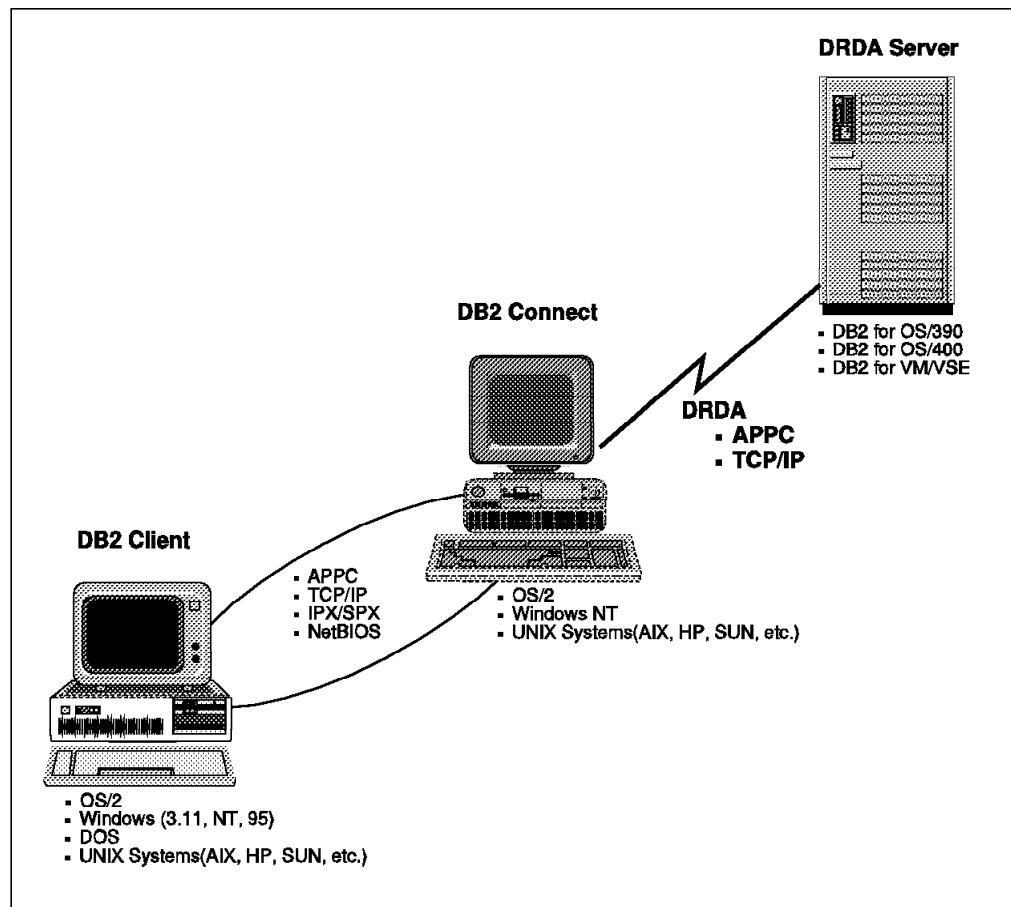 DRDA Server
▪ DB2 for OS/390
▪ DB2 for OS/400
▪ DB2 for VM/VSE
DB2 Connect
DRDA
▪ APPC
▪ TCP/IP
▪ OS/2
▪ Windows NT
▪ UNIX Systems(AIX, HP, SUN, etc.)
DB2 Client
▪ APPC
▪ TCP/IP
▪ IPX/SPX
▪ NetBIOS
▪ OS/2
▪ Windows (3.11, NT, 95)
▪ DOS
▪ UNIX Systems(AIX, HP, SUN, etc.)